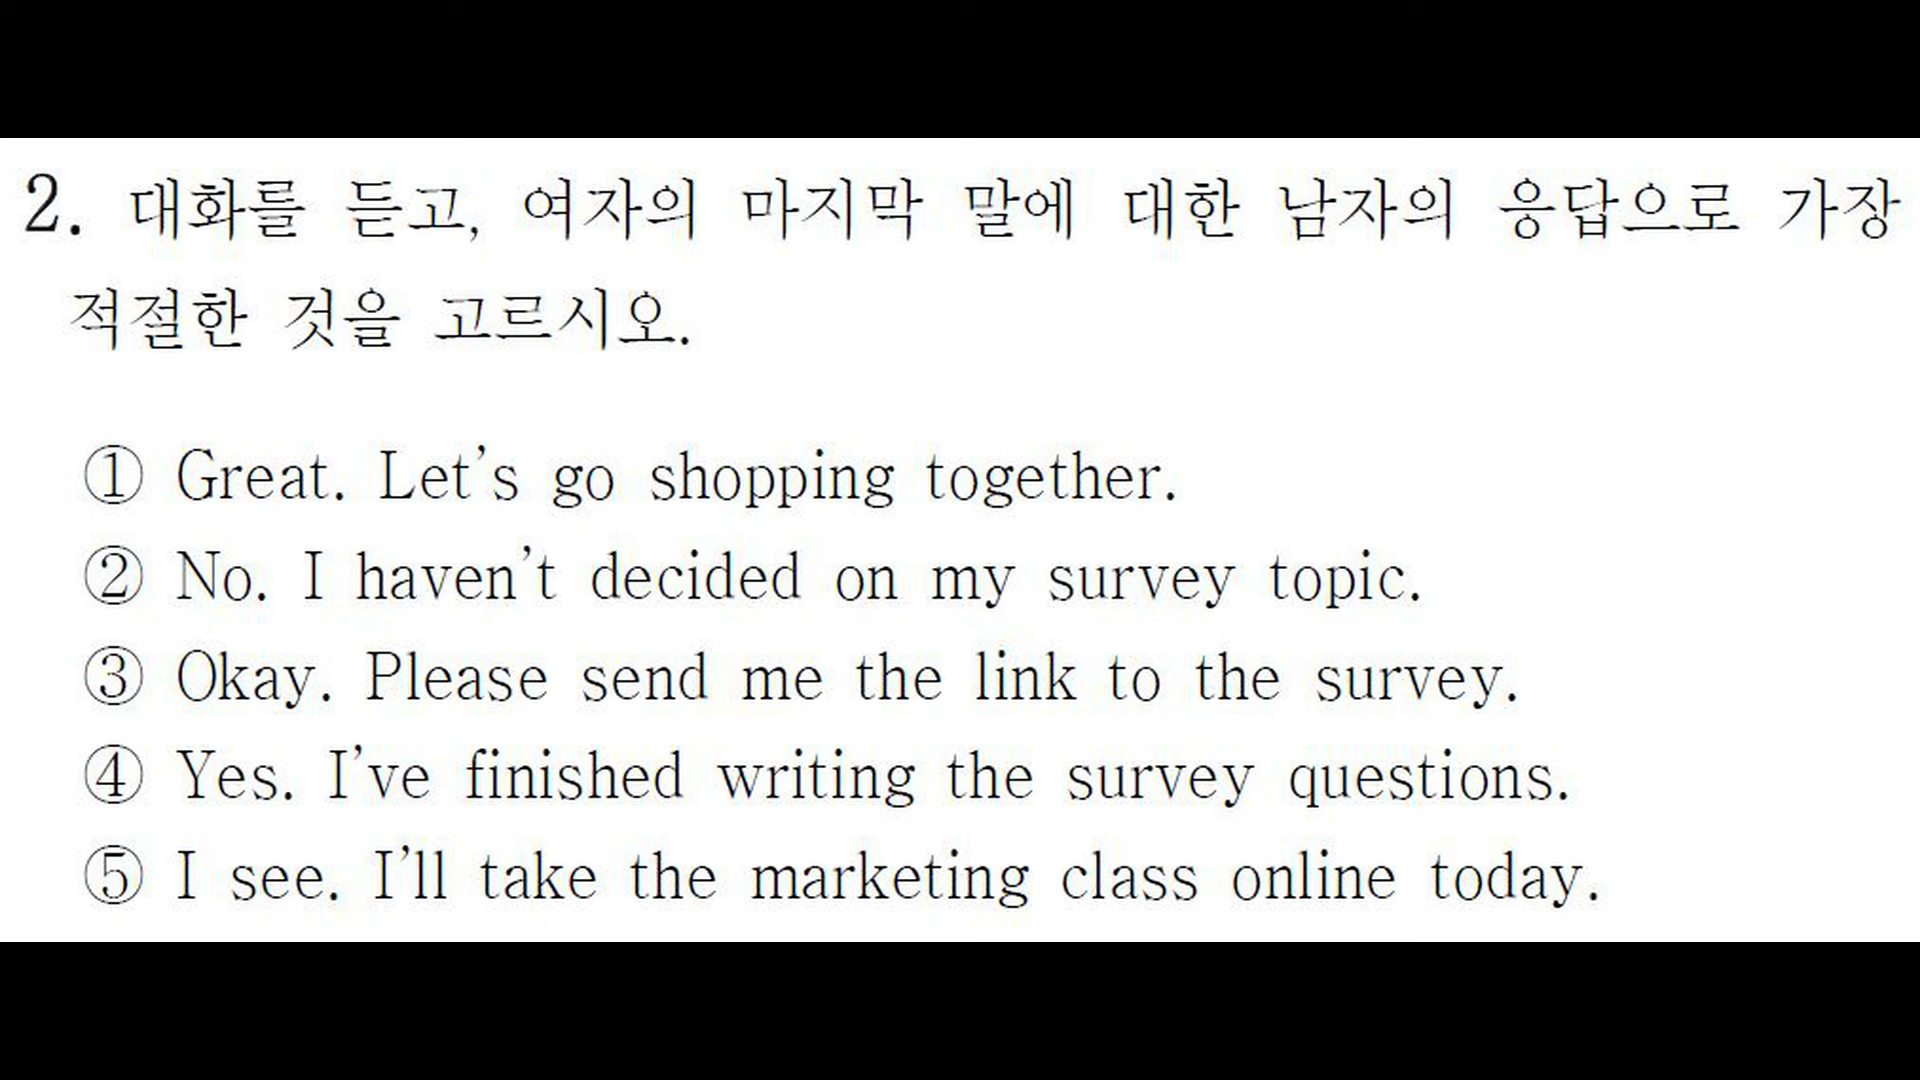 2. 대화를 듣고, 여자의 마지막 말에 대한 남자의 응답으로 가장
적절한 것을 고르시오.
① Great. Let’s go shopping together.
② No. I haven’t decided on my survey topic.
③ Okay. Please send me the link to the survey.
④ Yes. I’ve finished writing the survey questions.
⑤ I see. I’ll take the marketing class online today.